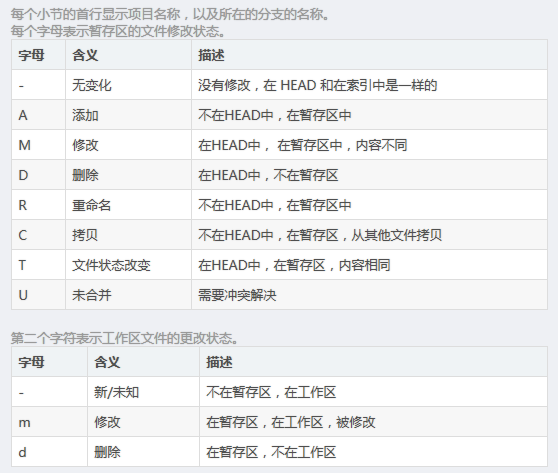 每个小节的首行显示项目名称，以及所在的分支的名称。
每个字母表示暂存区的文件修改状态。
字母 含义 描述
- 无变化 没有修改，在 HEAD 和在索引中是一样的
A 添加 不在HEAD中，在暂存区中
M 修改 在HEAD中， 在暂存区中，内容不同
D 删除 在HEAD中，不在暂存区
R 重命名 不在HEAD中，在暂存区中
C 拷贝 不在HEAD中，在暂存区，从其他文件拷贝
T 文件状态改变 在HEAD中，在暂存区，内容相同
U 未合并 需要冲突解决
第二个字符表示工作区文件的更改状态。
字母 含义 描述
- 新/未知 不在暂存区，在工作区
m 修改 在暂存区，在工作区，被修改
d 删除 在暂存区，不在工作区